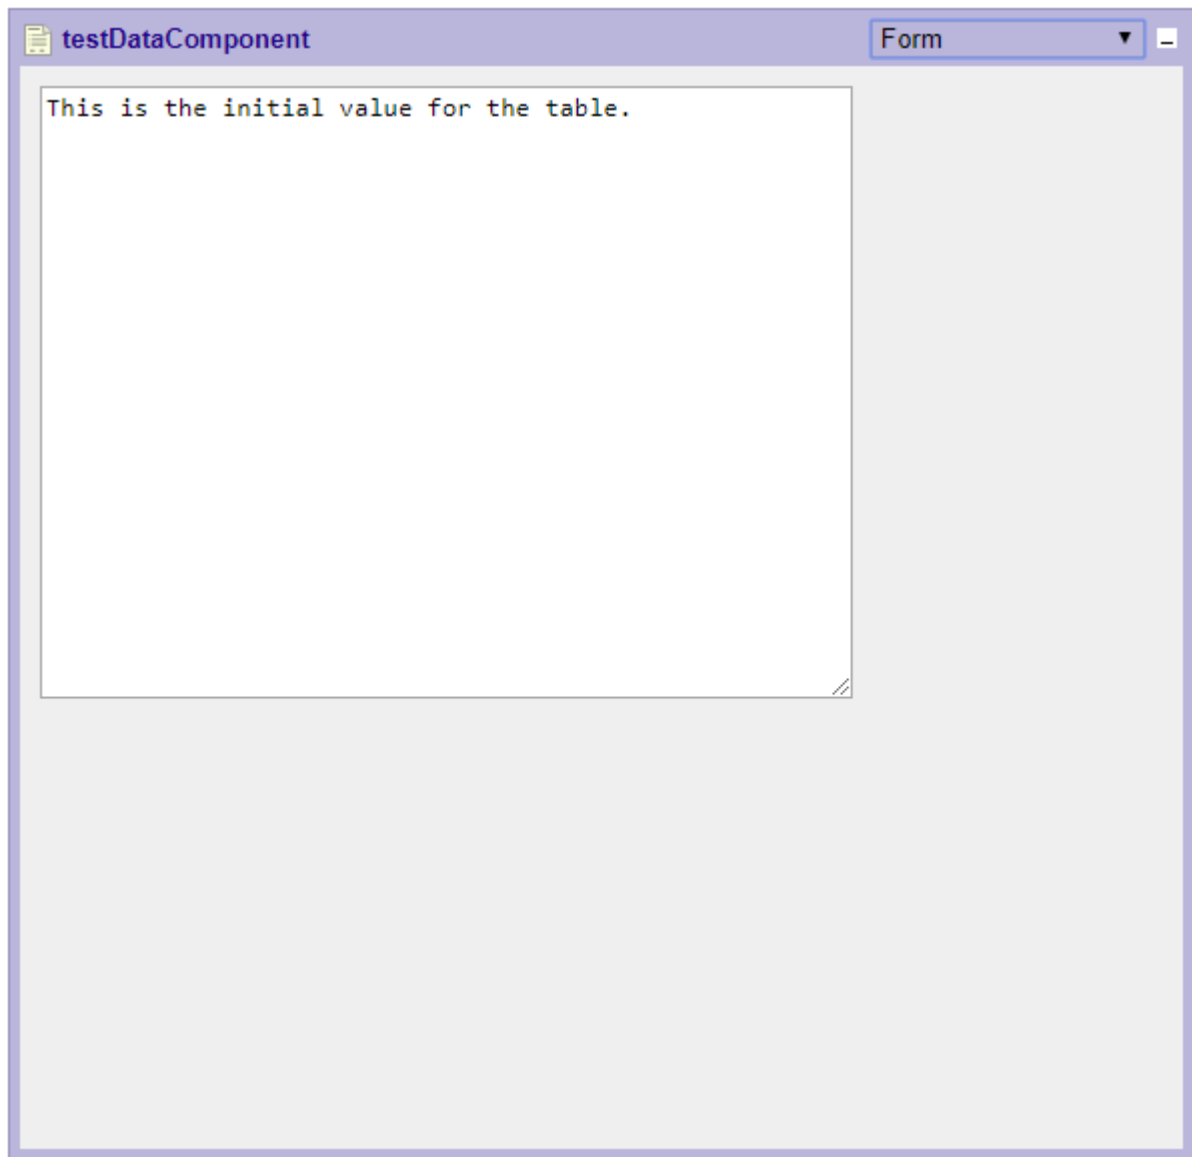 testDataComponent Form
This is the initial value for the table.